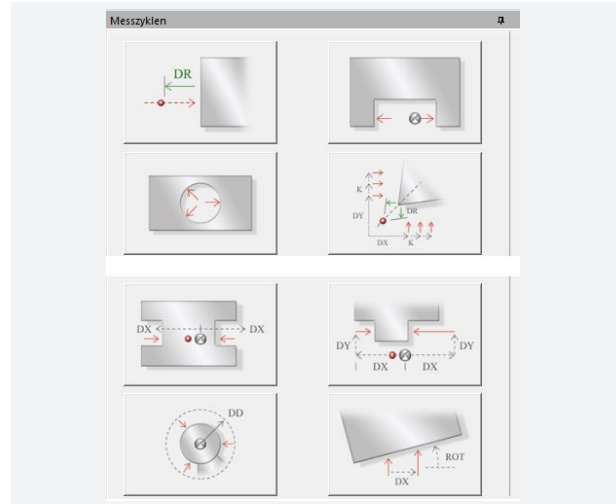 Messzyklen
DR
K
DR
DY
DX K
DX DX
DY DY
DX DX
DD
ROT
DX